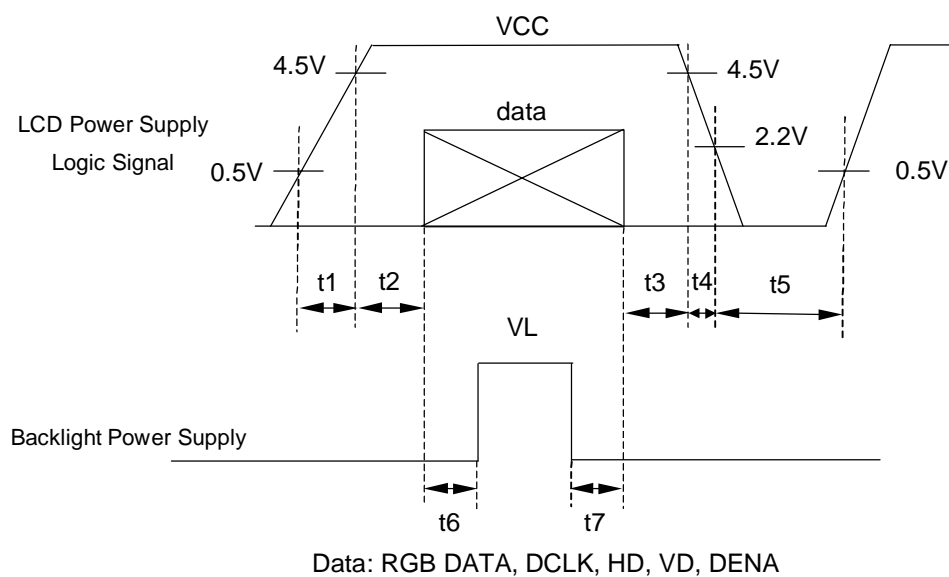 VCC
4.5V
4.5V
data
LCD Power Supply
Logic Signal
2.2V
0.5V
0.5V
t1
t2
t3
t4
t5
VL
Backlight Power Supply
t6
t7
Data: RGB DATA, DCLK, HD, VD, DENA